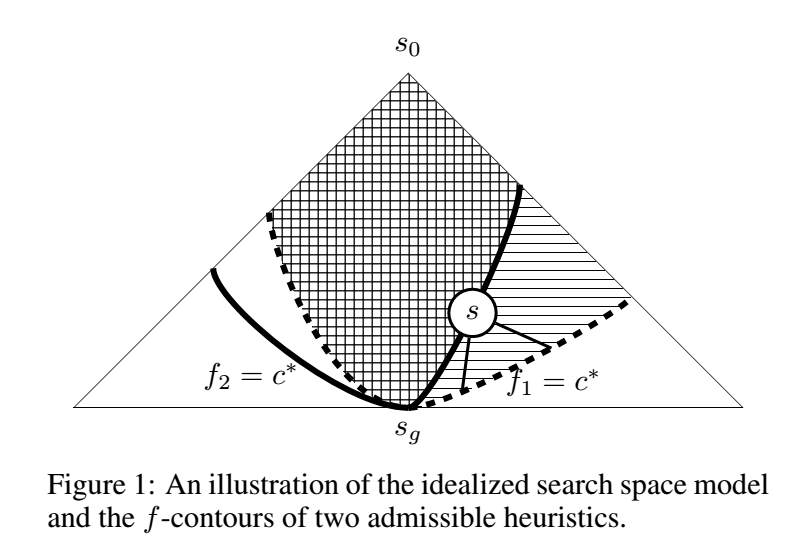 s₀
s
f₂ = c*
f₁ = c*
s_g
Figure 1: An illustration of the idealized search space model
and the f-contours of two admissible heuristics.